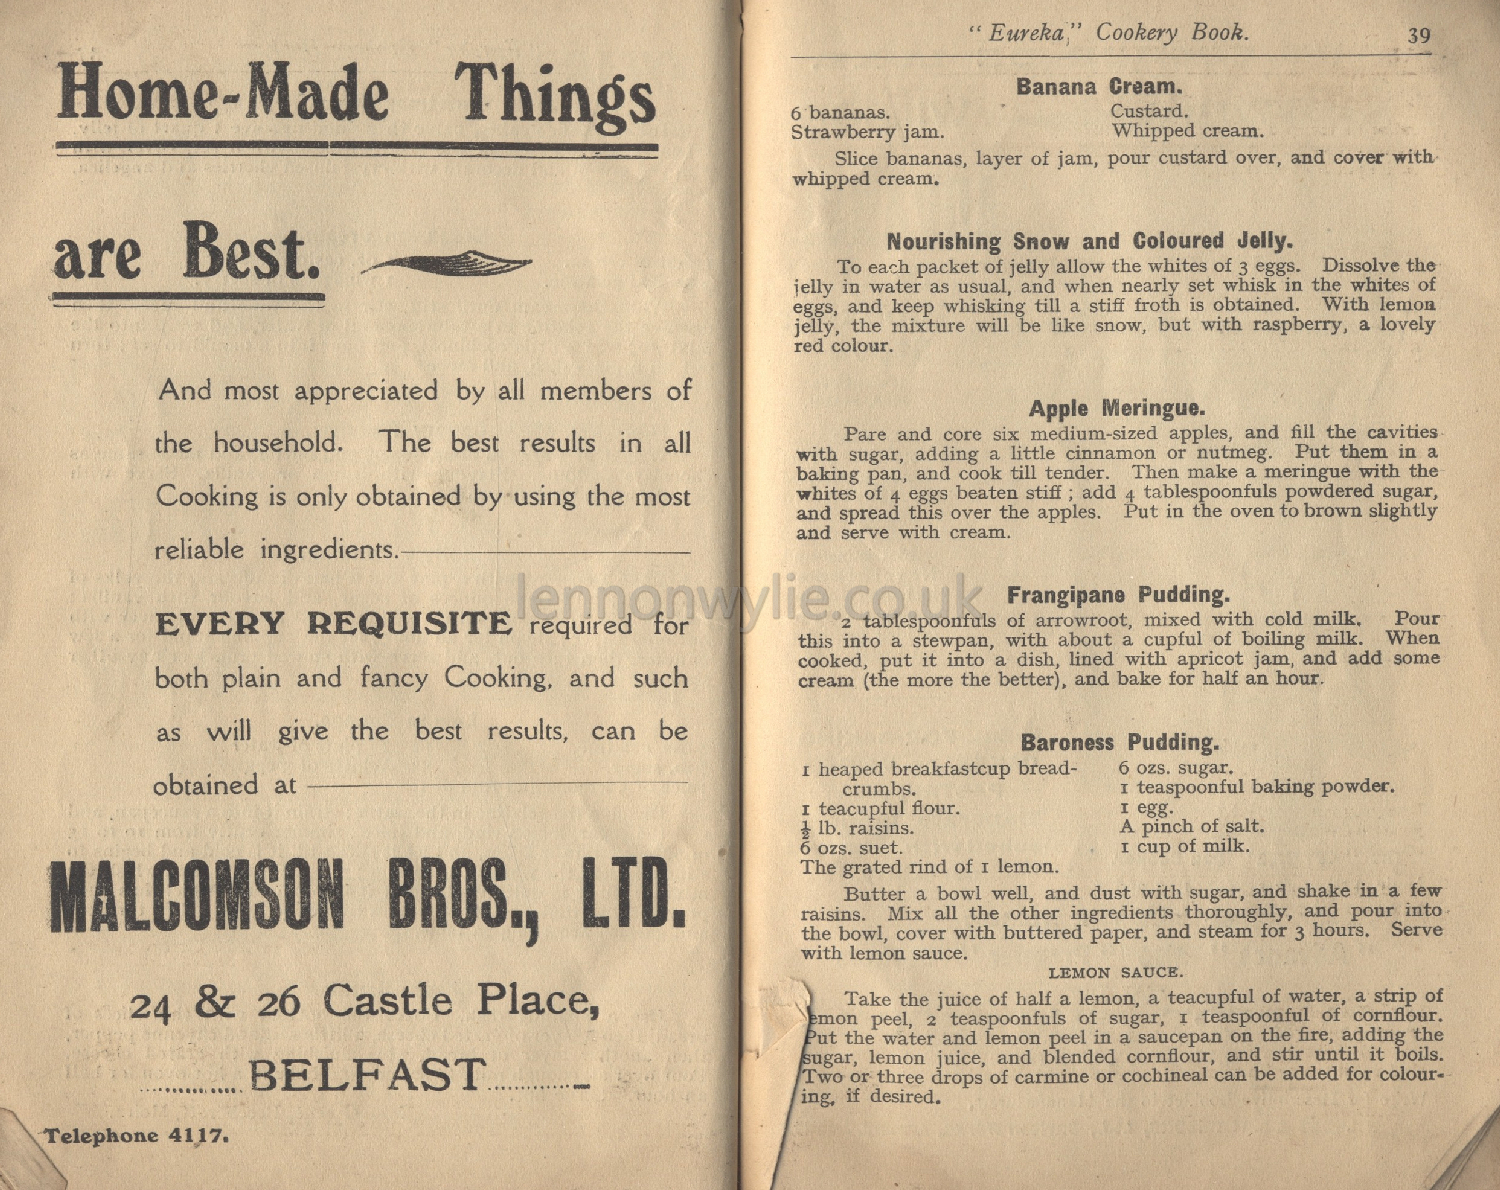 Home-Made Things
are Best.
And most appreciated by all members of
the household. The best results in all
Cooking is only obtained by using the most
reliable ingredients.
EVERY REQUISITE required for
both plain and fancy Cooking, and such
as will give the best results, can be
obtained at
MALCOMSON BROS., LTD.
24 & 26 Castle Place,
BELFAST
Telephone 4117.
"Eureka," Cookery Book. 39
Banana Cream.
6 bananas. Custard.
Strawberry jam. Whipped cream.
Slice bananas, layer of jam, pour custard over, and cover with
whipped cream.
Nourishing Snow and Coloured Jelly.
To each packet of jelly allow the whites of 3 eggs. Dissolve the
jelly in water as usual, and when nearly set whisk in the whites of
eggs, and keep whisking till a stiff froth is obtained. With lemon
jelly, the mixture will be like snow, but with raspberry, a lovely
red colour.
Apple Meringue.
Pare and core six medium-sized apples, and fill the cavities
with sugar, adding a little cinnamon or nutmeg. Put them in a
baking pan, and cook till tender. Then make a meringue with the
whites of 4 eggs beaten stiff ; add 4 tablespoonfuls powdered sugar,
and spread this over the apples. Put in the oven to brown slightly
and serve with cream.
lennonwylie.co.uk
Frangipane Pudding.
2 tablespoonfuls of arrowroot, mixed with cold milk. Pour
this into a stewpan, with about a cupful of boiling milk. When
cooked, put it into a dish, lined with apricot jam, and add some
cream (the more the better), and bake for half an hour.
Baroness Pudding.
1 heaped breakfastcup bread- 6 ozs. sugar.
crumbs. 1 teaspoonful baking powder.
1 teacupful flour. 1 egg.
½ lb. raisins. A pinch of salt.
6 ozs. suet. 1 cup of milk.
The grated rind of 1 lemon.
Butter a bowl well, and dust with sugar, and shake in a few
raisins. Mix all the other ingredients thoroughly, and pour into
the bowl, cover with buttered paper, and steam for 3 hours. Serve
with lemon sauce.
LEMON SAUCE.
Take the juice of half a lemon, a teacupful of water, a strip of
emon peel, 2 teaspoonfuls of sugar, 1 teaspoonful of cornflour.
Put the water and lemon peel in a saucepan on the fire, adding the
sugar, lemon juice, and blended cornflour, and stir until it boils.
Two or three drops of carmine or cochineal can be added for colour-
ing, if desired.